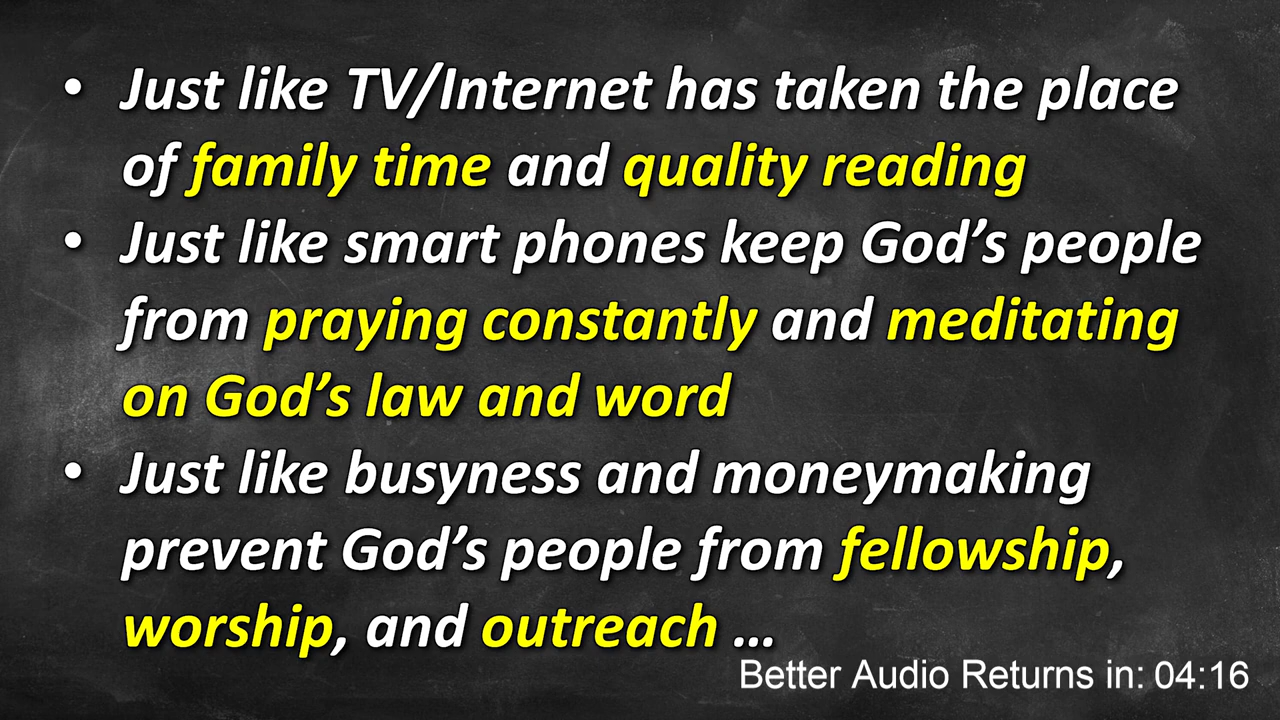 • Just like TV/Internet has taken the place
of family time and quality reading
• Just like smart phones keep God’s people
from praying constantly and meditating
on God’s law and word
• Just like busyness and moneymaking
prevent God’s people from fellowship,
worship, and outreach ...
Better Audio Returns in: 04:16